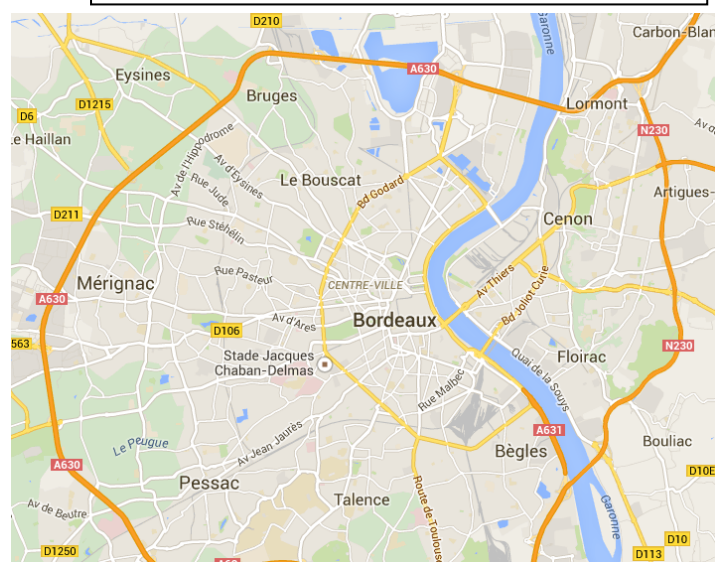 D210
Garonne
Carbon-Blan
Eysines
A630
Bruges
D1215
Lormont
D6
N230
Le Haillan
Av de l'Hippodrome
Av d'Eysines
Rue Jude
Le Bouscat
Bd Godard
Artigues-
D211
Rue Stéhélin
Cenon
Rue Pasteur
Mérignac
CENTRE-VILLE
Av Thiers
A630
Bd Joliot Curie
Av d'Ares
Bordeaux
D106
563
N230
Stade Jacques
Chaban-Delmas
Quai de la Souys
Floirac
Rue Malbec
A631
Le Peugue
Av Jean Jaurès
Bègles
Bouliac
A630
D10E
Pessac
Talence
Route de Toulouse
Garonne
Av de Beutre
D10
D1250
D113